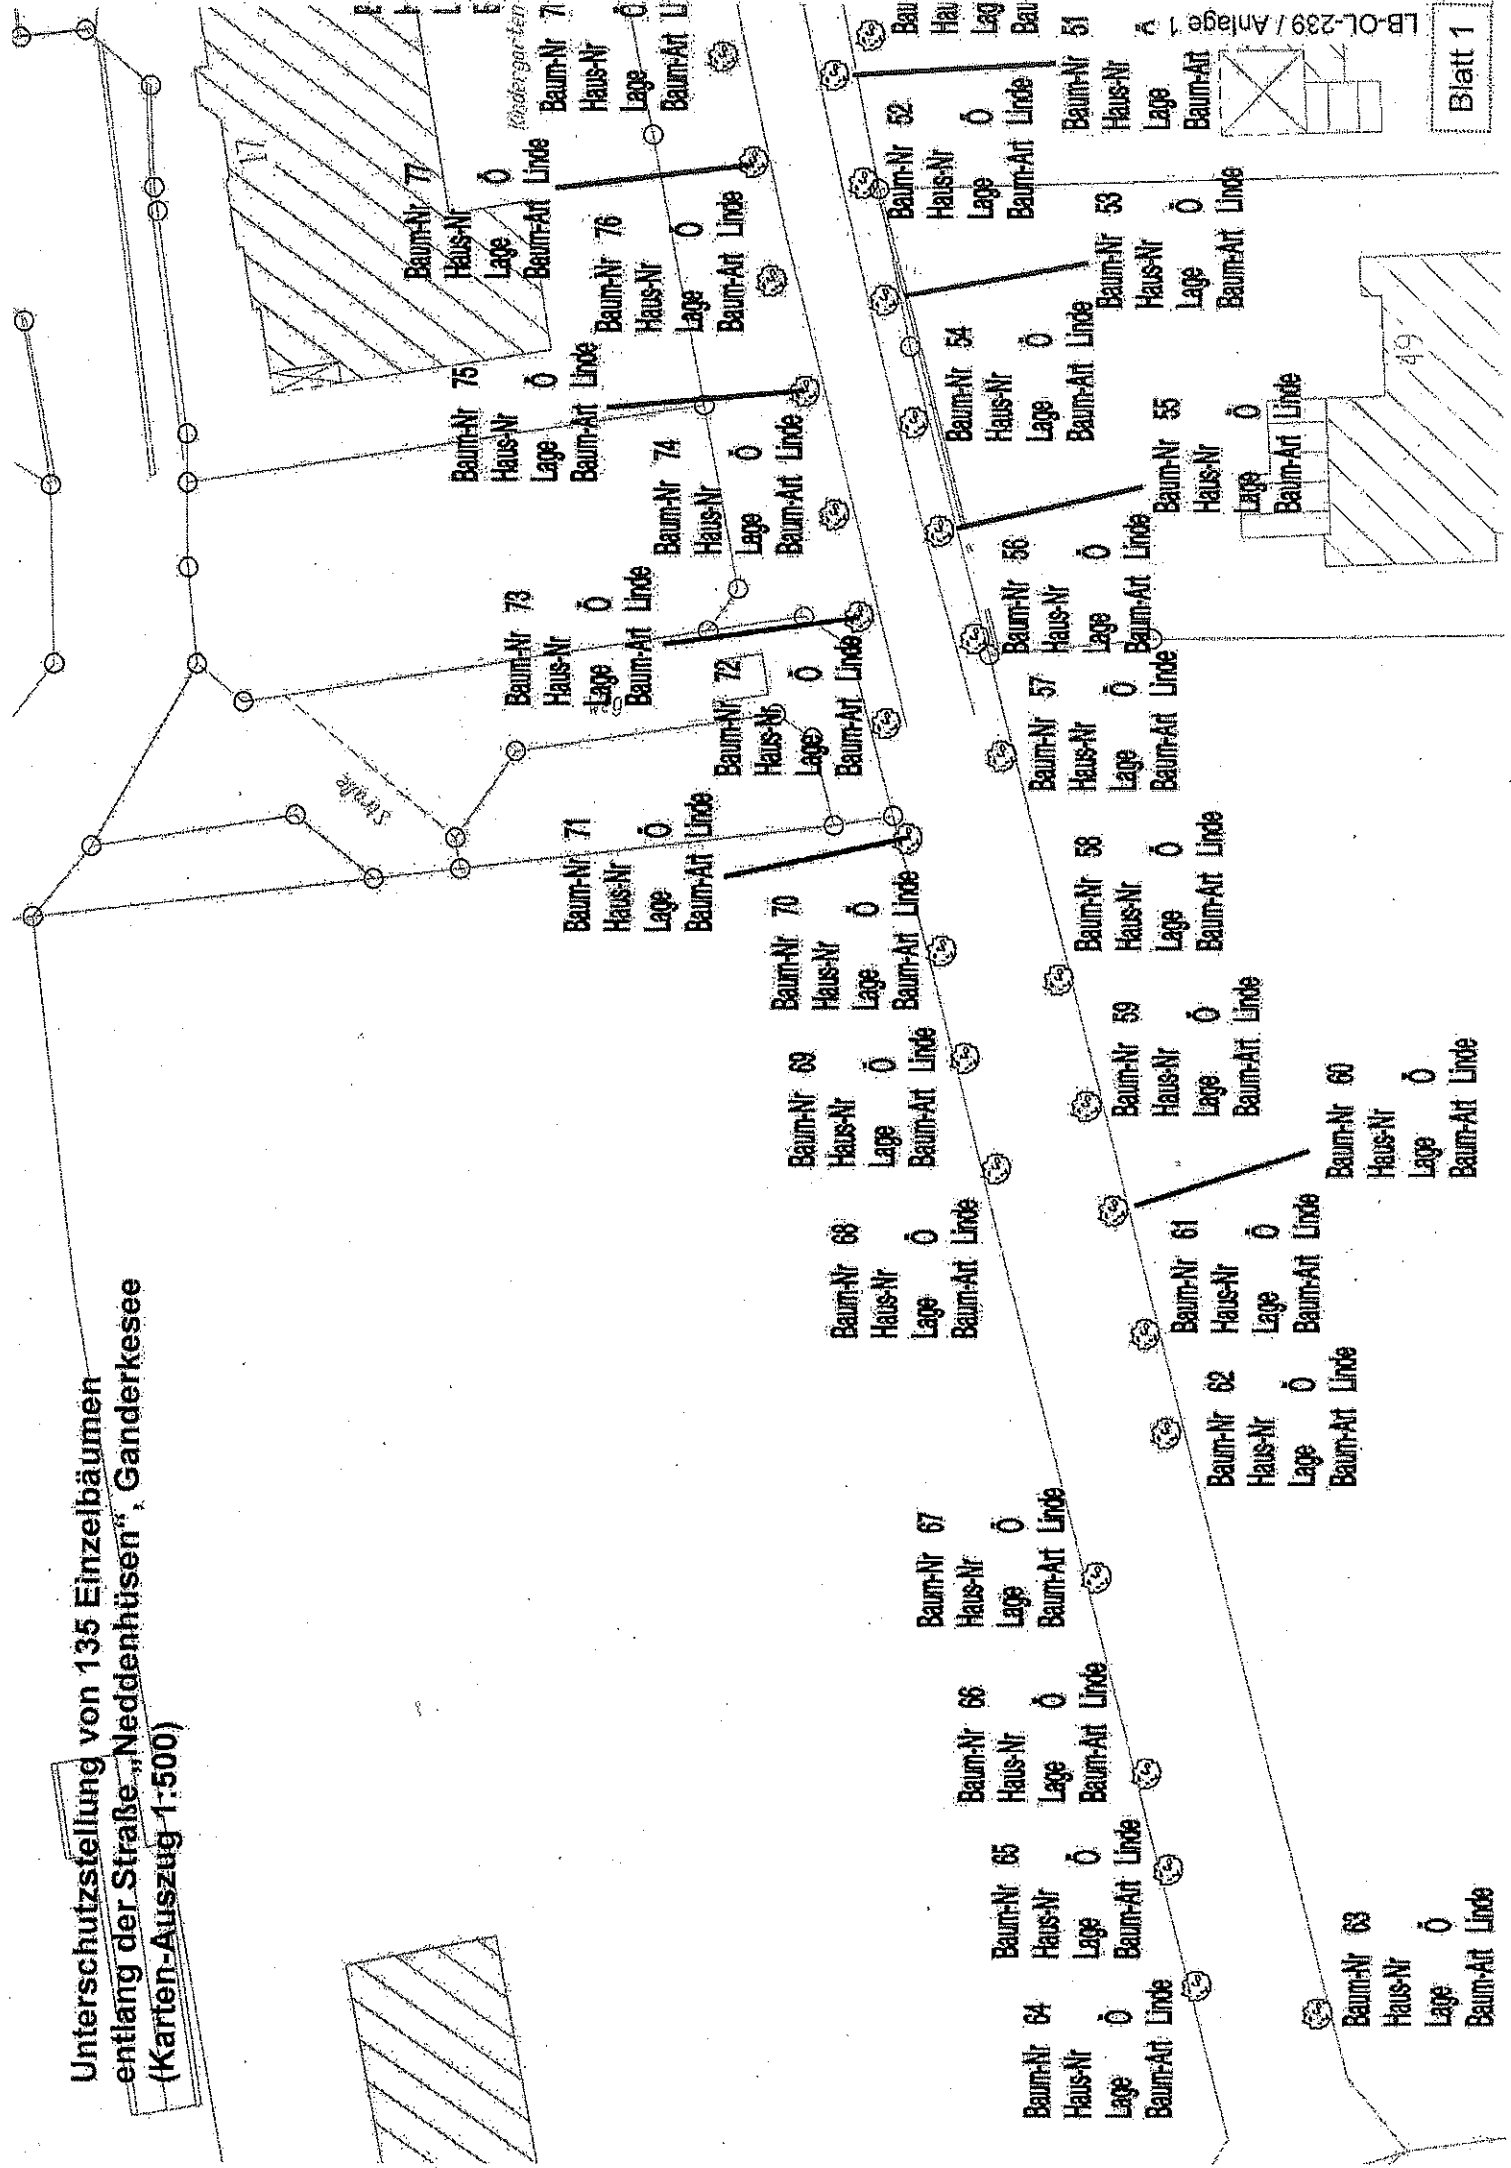 Unterschutzstellung von 135 Einzelbäumen
entlang der Straße „Neddenhüsen“, Ganderkesee
(Karten-Auszug 1:500)
Blatt 1
LB-OL-239 / Anlage 1
Kindergarten
17
49
Straße
Baum-Nr 51
Haus-Nr
Lage Ö
Baum-Art
Baum-Nr 52
Haus-Nr
Lage Ö
Baum-Art Linde
Baum-Nr 53
Haus-Nr
Lage Ö
Baum-Art Linde
Baum-Nr 54
Haus-Nr
Lage Ö
Baum-Art Linde
Baum-Nr 55
Haus-Nr
Lage Ö
Baum-Art Linde
Baum-Nr 56
Haus-Nr
Lage Ö
Baum-Art Linde
Baum-Nr 57
Haus-Nr
Lage Ö
Baum-Art Linde
Baum-Nr 58
Haus-Nr
Lage Ö
Baum-Art Linde
Baum-Nr 59
Haus-Nr
Lage Ö
Baum-Art Linde
Baum-Nr 60
Haus-Nr
Lage Ö
Baum-Art Linde
Baum-Nr 61
Haus-Nr
Lage Ö
Baum-Art Linde
Baum-Nr 62
Haus-Nr
Lage Ö
Baum-Art Linde
Baum-Nr 63
Haus-Nr
Lage Ö
Baum-Art Linde
Baum-Nr 64
Haus-Nr
Lage Ö
Baum-Art Linde
Baum-Nr 65
Haus-Nr
Lage Ö
Baum-Art Linde
Baum-Nr 66
Haus-Nr
Lage Ö
Baum-Art Linde
Baum-Nr 67
Haus-Nr
Lage Ö
Baum-Art Linde
Baum-Nr 68
Haus-Nr
Lage Ö
Baum-Art Linde
Baum-Nr 69
Haus-Nr
Lage Ö
Baum-Art Linde
Baum-Nr 70
Haus-Nr
Lage Ö
Baum-Art Linde
Baum-Nr 71
Haus-Nr
Lage Ö
Baum-Art Linde
Baum-Nr 72
Haus-Nr
Lage Ö
Baum-Art Linde
Baum-Nr 73
Haus-Nr
Lage Ö
Baum-Art Linde
Baum-Nr 74
Haus-Nr
Lage Ö
Baum-Art Linde
Baum-Nr 75
Haus-Nr
Lage Ö
Baum-Art Linde
Baum-Nr 76
Haus-Nr
Lage Ö
Baum-Art Linde
Baum-Nr 77
Haus-Nr
Lage Ö
Baum-Art Linde
Baum-Nr
Haus-Nr
Lage Ö
Baum-Art